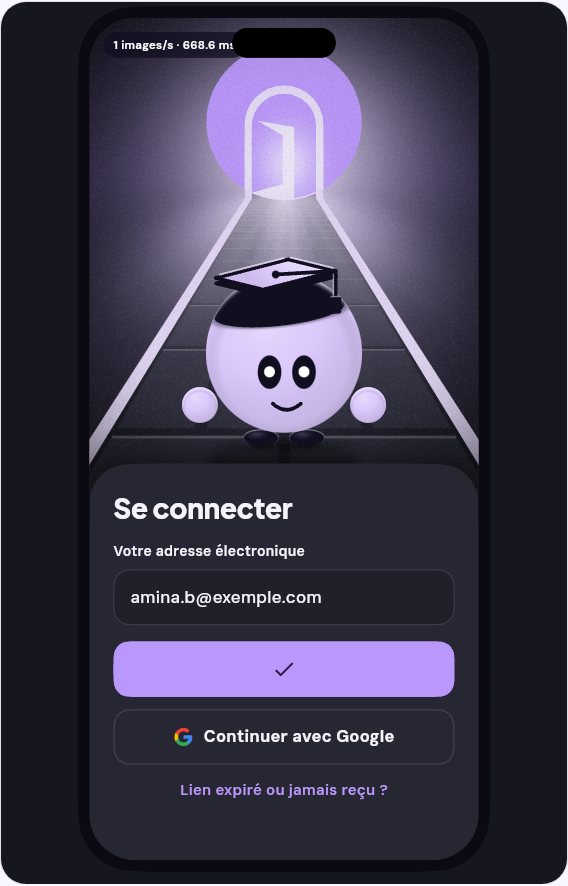 1 images/s · 668.6 ms
Se connecter
Votre adresse électronique
amina.b@exemple.com
Continuer avec Google
Lien expiré ou jamais reçu ?